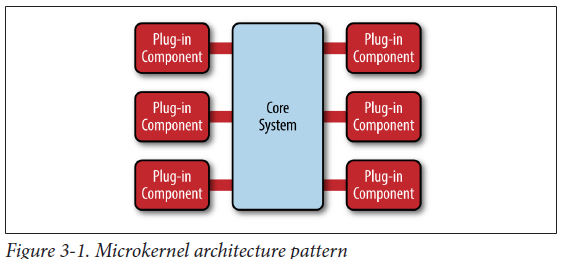 Plug-in
Component
Plug-in
Component
Plug-in
Component
Core
System
Plug-in
Component
Plug-in
Component
Plug-in
Component
Figure 3-1. Microkernel architecture pattern